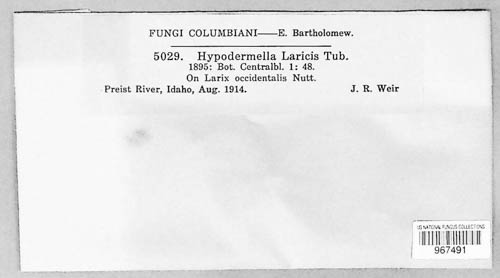 FUNGI COLUMBIANI—E. Bartholomew.
5029. Hypodermella Laricis Tub.
1895: Bot. Centralbl. 1: 48.
On Larix occidentalis Nutt.
Preist River, Idaho, Aug. 1914. J. R. Weir
US NATIONAL FUNGUS COLLECTIONS
967491